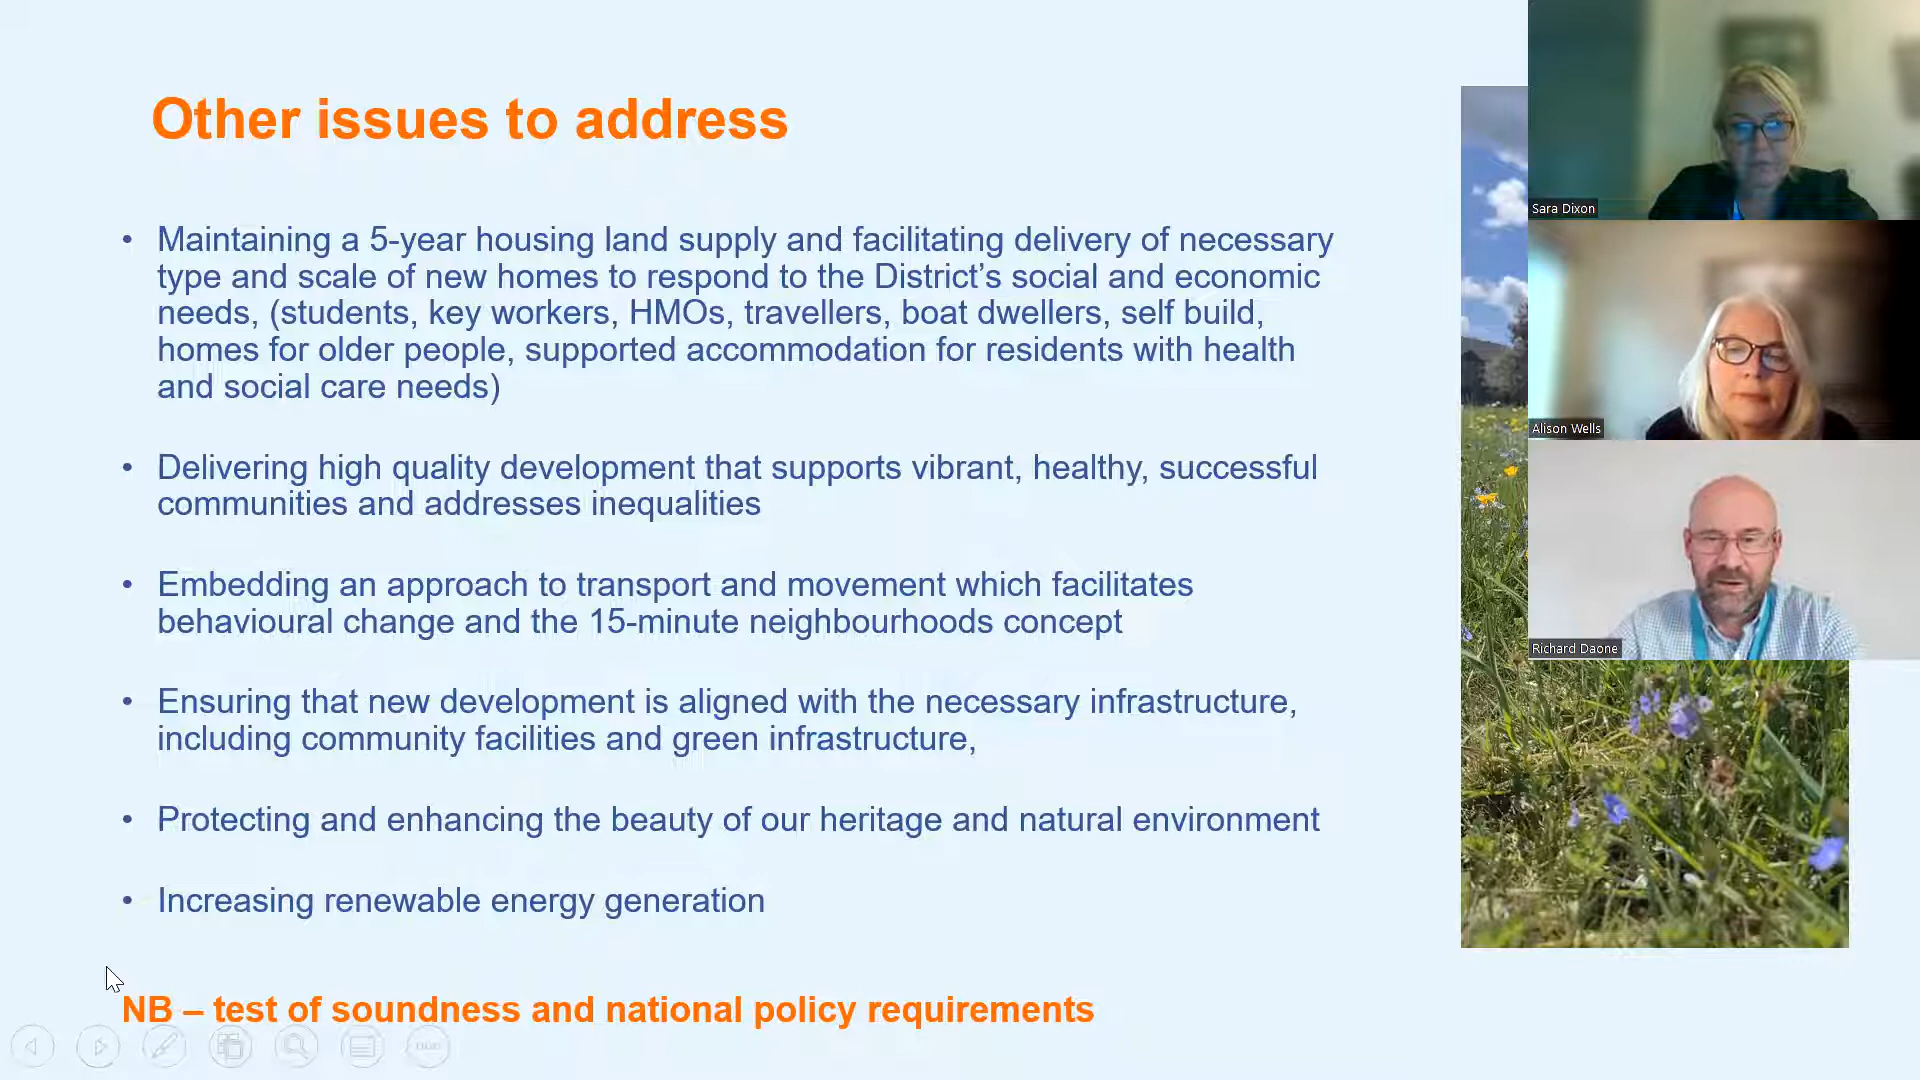 Other issues to address
• Maintaining a 5-year housing land supply and facilitating delivery of necessary
type and scale of new homes to respond to the District’s social and economic
needs, (students, key workers, HMOs, travellers, boat dwellers, self build,
homes for older people, supported accommodation for residents with health
and social care needs)
• Delivering high quality development that supports vibrant, healthy, successful
communities and addresses inequalities
• Embedding an approach to transport and movement which facilitates
behavioural change and the 15-minute neighbourhoods concept
• Ensuring that new development is aligned with the necessary infrastructure,
including community facilities and green infrastructure,
• Protecting and enhancing the beauty of our heritage and natural environment
• Increasing renewable energy generation
NB – test of soundness and national policy requirements
Sara Dixon
Alison Wells
Richard Daone